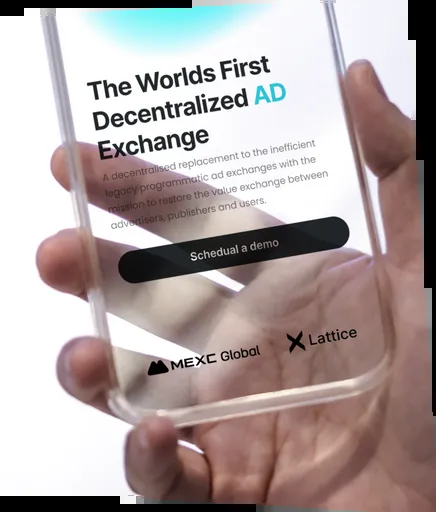 The Worlds First
Decentralized AD
Exchange
A decentralised replacement to the inefficient
legacy programmatic ad exchanges with the
mission to restore the value exchange between
advertisers, publishers and users.
Schedual a demo
MEXC Global
Lattice